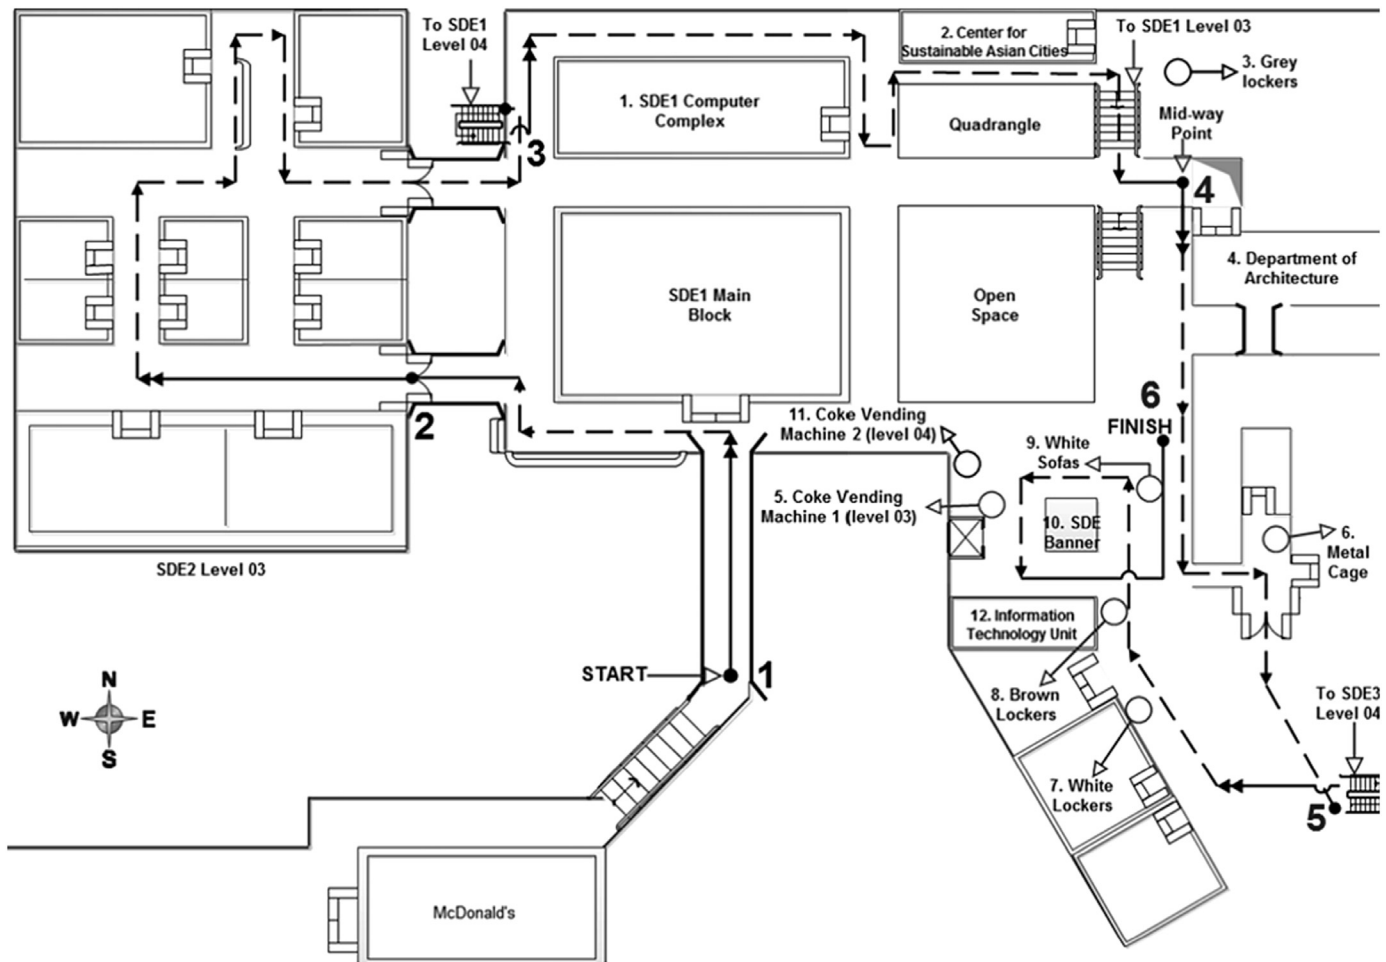 To SDE1
Level 04
2. Center for
Sustainable Asian Cities
To SDE1 Level 03
3. Grey
lockers
1. SDE1 Computer
Complex
Quadrangle
Mid-way
Point
3
4
4. Department of
Architecture
SDE1 Main
Block
Open
Space
2
6
FINISH
11. Coke Vending
Machine 2 (level 04)
9. White
Sofas
5. Coke Vending
Machine 1 (level 03)
10. SDE
Banner
6.
Metal
Cage
SDE2 Level 03
12. Information
Technology Unit
START
1
8. Brown
Lockers
To SDE3
Level 04
N
W
E
S
7. White
Lockers
5
McDonald's